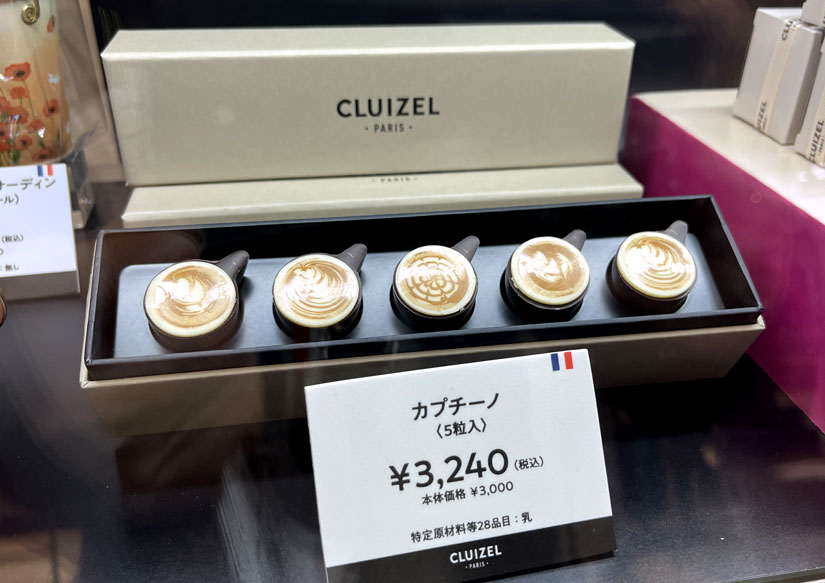 CLUIZEL
• PARIS •
PARIS •
CLUIZEL
CLUIZEL
ーディン
ール）
（税込）
：無し
カプチーノ
〈5粒入〉
¥3,240（税込）
本体価格 ¥3,000
特定原材料等28品目：乳
CLUIZEL
• PARIS •